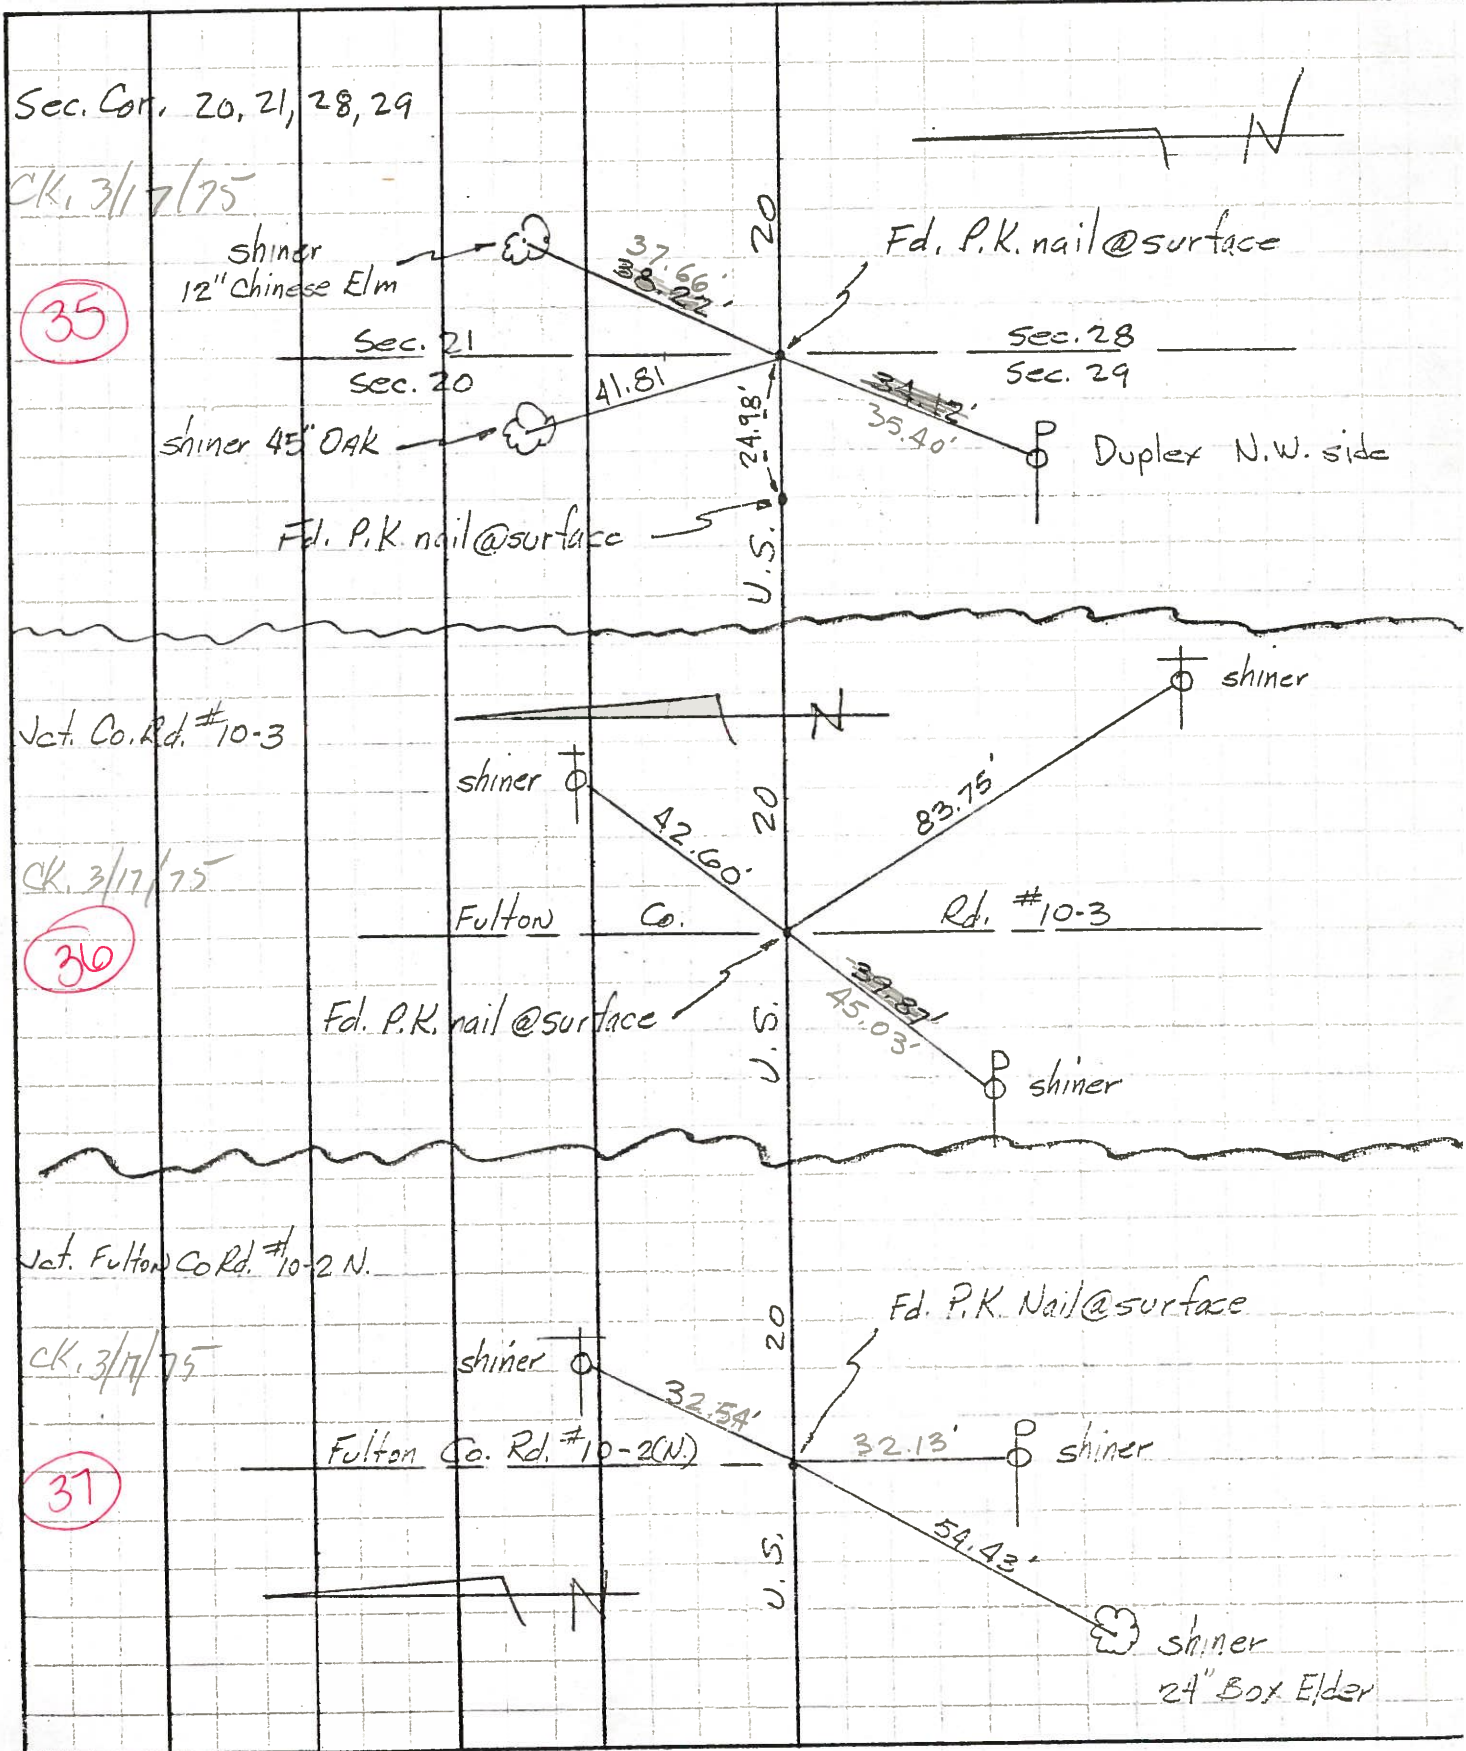 Sec. Cor. 20, 21, 28, 29
N
CK. 3/17/75
20
shiner
12" Chinese Elm
37.66'
38.22'
Fd. P.K. nail @ surface
35
Sec. 21
Sec. 28
Sec. 20
41.81'
Sec. 29
34.12'
35.40'
24.98'
shiner 45" OAK
P
Duplex N.W. side
Fd. P.K. nail @ surface
U.S.
shiner
Jct. Co. Rd. #10-3
N
shiner
42.60'
20
83.75'
CK. 3/17/75
Fulton Co. Rd. #10-3
36
39.87'
45.03'
Fd. P.K. nail @ surface
U.S.
P
shiner
Jct. Fulton Co Rd. #10-2 N.
Fd. P.K. Nail @ surface
20
CK. 3/17/75
shiner
32.54'
Fulton Co. Rd. #10-2(N.)
32.13'
P
shiner
37
54.43'
U.S.
N
shiner
24" Box Elder